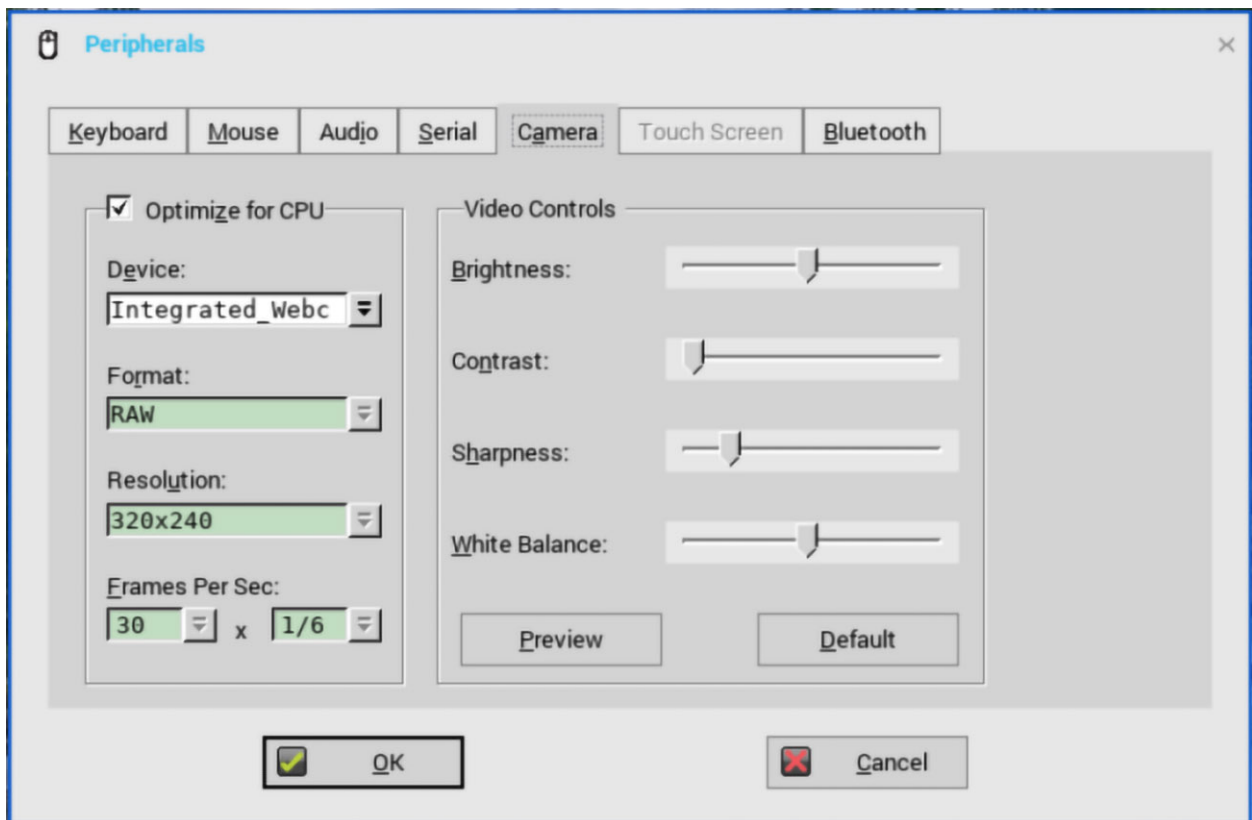 Peripherals
Keyboard Mouse Audio Serial Camera Touch Screen Bluetooth
Optimize for CPU
Device:
Integrated_Webc
Format:
RAW
Resolution:
320x240
Frames Per Sec:
30 x 1/6
Video Controls
Brightness:
Contrast:
Sharpness:
White Balance:
Preview Default
OK Cancel